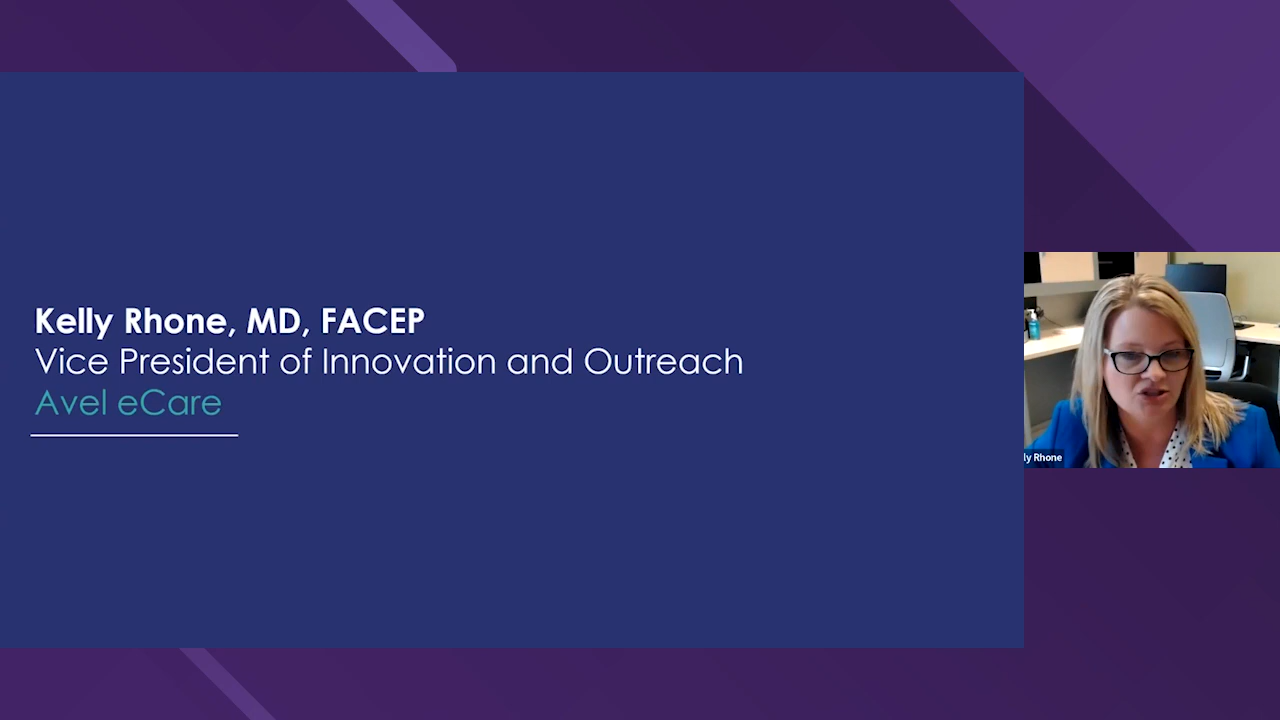 Kelly Rhone, MD, FACEP
Vice President of Innovation and Outreach
Avel eCare
ly Rhone